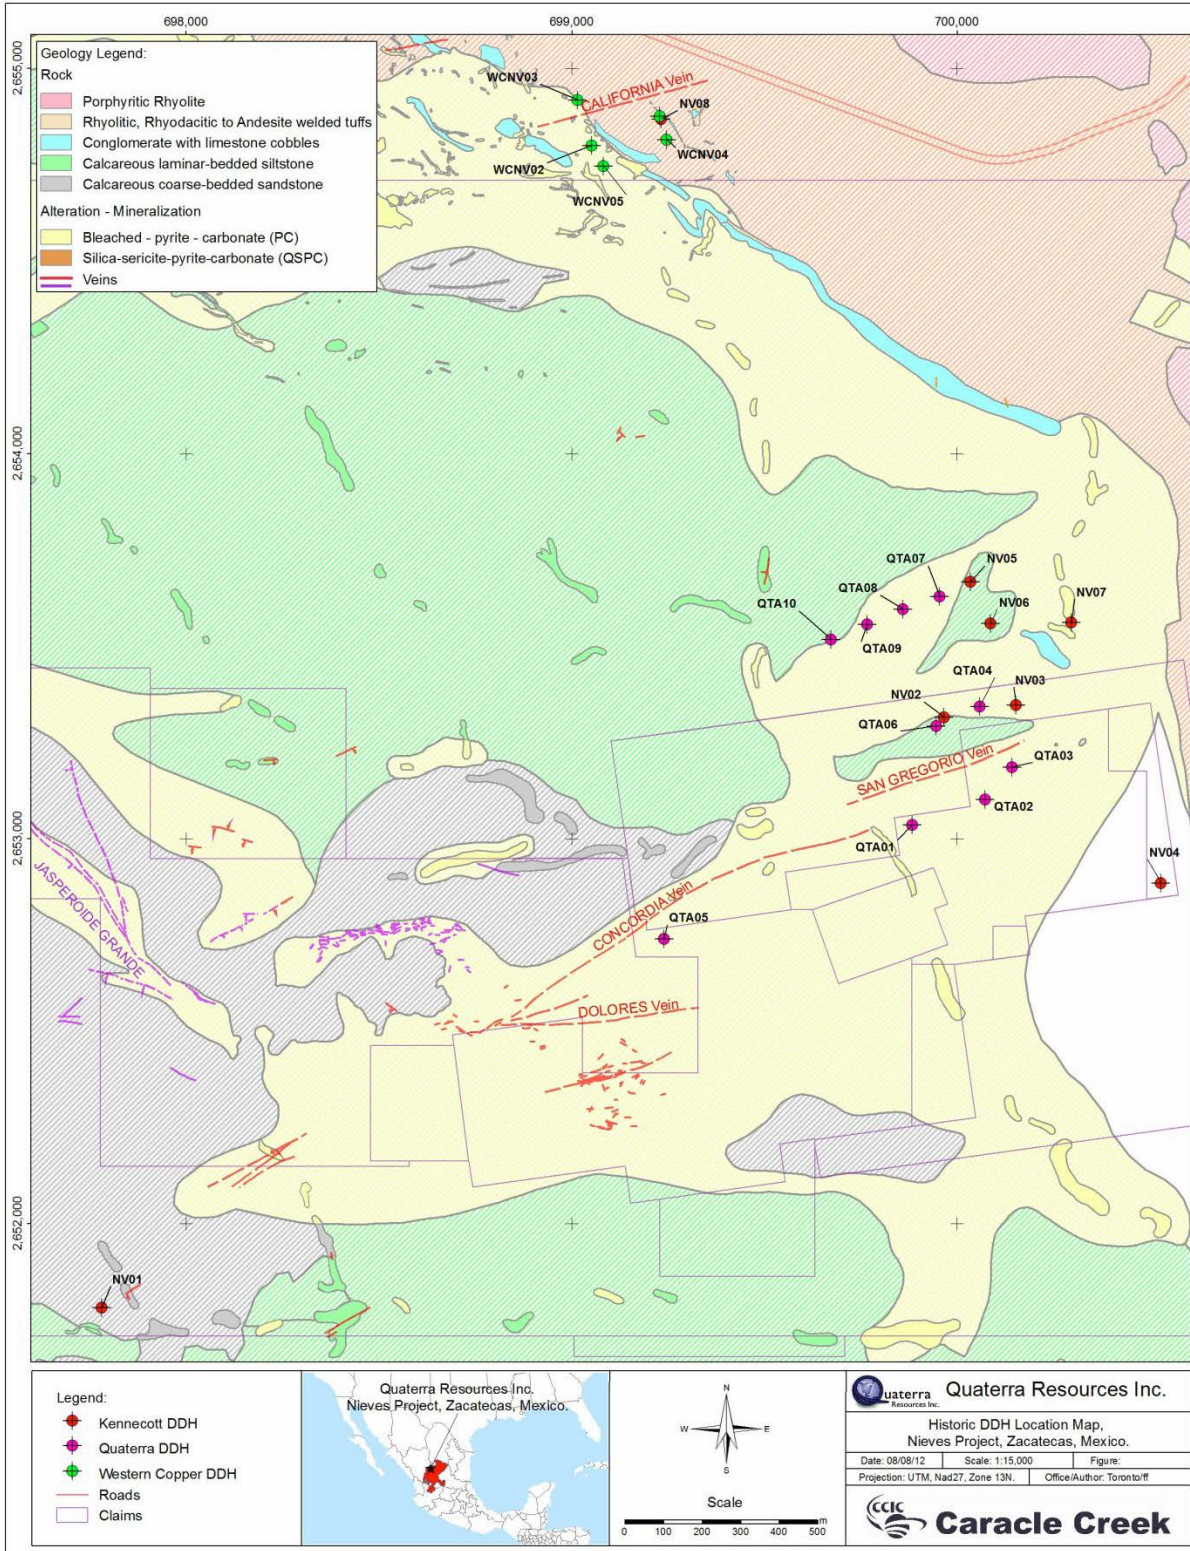 698,000
699,000
700,000
2,655,000
2,654,000
2,653,000
2,652,000
Geology Legend:
Rock
Porphyritic Rhyolite
Rhyolitic, Rhyodacitic to Andesite welded tuffs
Conglomerate with limestone cobbles
Calcareous laminar-bedded siltstone
Calcareous coarse-bedded sandstone
Alteration - Mineralization
Bleached - pyrite - carbonate (PC)
Silica-sericite-pyrite-carbonate (QSPC)
Veins
WCNV03
CALIFORNIA Vein
NV08
WCNV04
WCNV02
WCNV05
QTA07
NV05
QTA08
NV06
NV07
QTA10
QTA09
QTA04
NV03
NV02
QTA06
SAN GREGORIO Vein
QTA03
QTA02
QTA01
NV04
JASPEROIDE GRANDE
CONCORDIA Vein
QTA05
DOLORES Vein
NV01
Legend:
Kennecott DDH
Quaterra DDH
Western Copper DDH
Roads
Claims
Quaterra Resources Inc.
Nieves Project, Zacatecas, Mexico.
N
W
E
S
Scale
0 100 200 300 400 500 m
Quaterra
Resources Inc.
Quaterra Resources Inc.
Historic DDH Location Map,
Nieves Project, Zacatecas, Mexico.
Date: 08/08/12
Scale: 1:15,000
Figure:
Projection: UTM, Nad27, Zone 13N.
Office/Author: Toronto/ff
CCIC
Caracle Creek